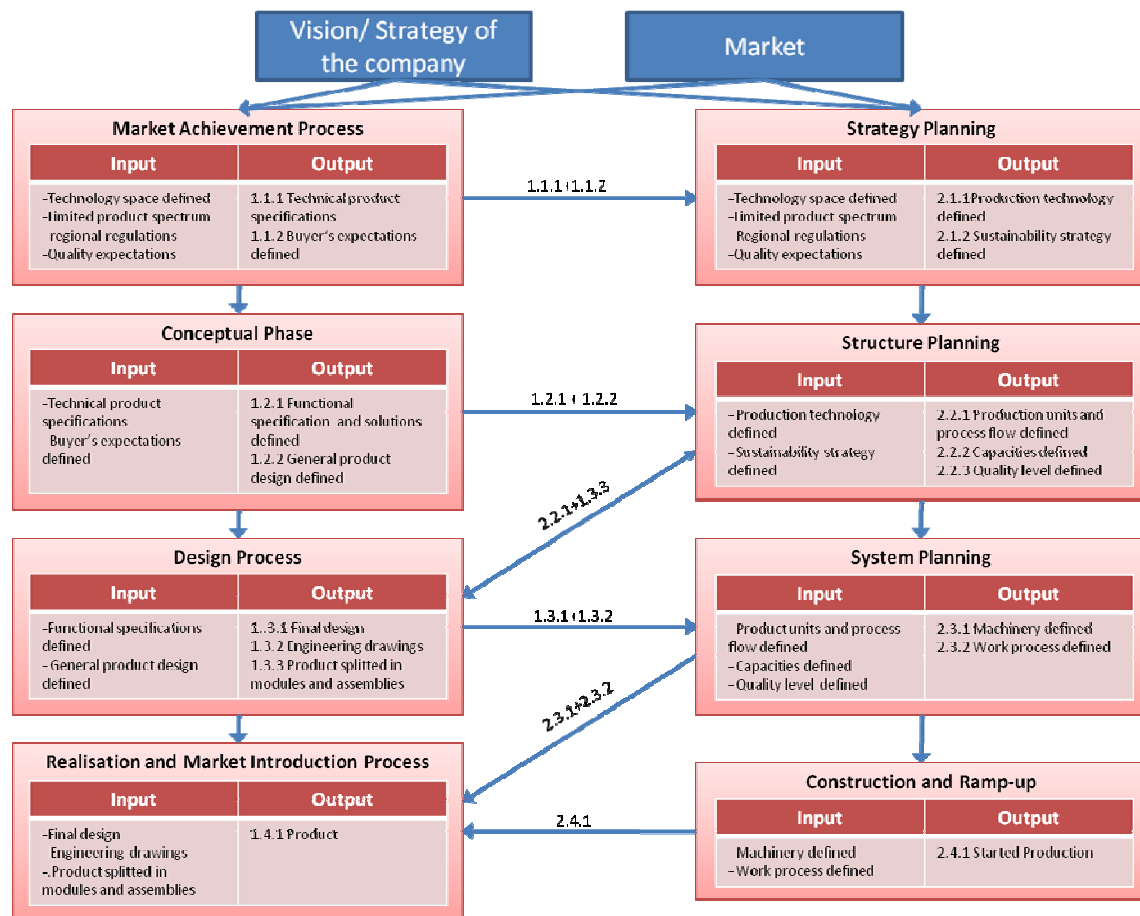 Vision/ Strategy of
the company
Market
Market Achievement Process
Input
Output
-Technology space defined
-Limited product spectrum
regional regulations
-Quality expectations
1.1.1 Technical product
specifications
1.1.2 Buyer's expectations
defined
1.1.1+1.1.2
Strategy Planning
Input
Output
-Technology space defined
-Limited product spectrum
Regional regulations
-Quality expectations
2.1.1Production technology
defined
2.1.2 Sustainability strategy
defined
Conceptual Phase
Input
Output
-Technical product
specifications
Buyer's expectations
defined
1.2.1 Functional
specification and solutions
defined
1.2.2 General product
design defined
1.2.1 + 1.2.2
Structure Planning
Input
Output
-Production technology
defined
-Sustainability strategy
defined
2.2.1 Production units and
process flow defined
2.2.2 Capacities defined
2.2.3 Quality level defined
2.2.1+1.3.3
Design Process
Input
Output
-Functional specifications
defined
- General product design
defined
1..3.1 Final design
1.3.2 Engineering drawings
1.3.3 Product splitted in
modules and assemblies
1.3.1+1.3.2
System Planning
Input
Output
Product units and process
flow defined
-Capacities defined
-Quality level defined
2.3.1 Machinery defined
2.3.2 Work process defined
2.3.1+2.3.2
Realisation and Market Introduction Process
Input
Output
-Final design
Engineering drawings
-.Product splitted in
modules and assemblies
1.4.1 Product
2.4.1
Construction and Ramp-up
Input
Output
Machinery defined
-Work process defined
2.4.1 Started Production